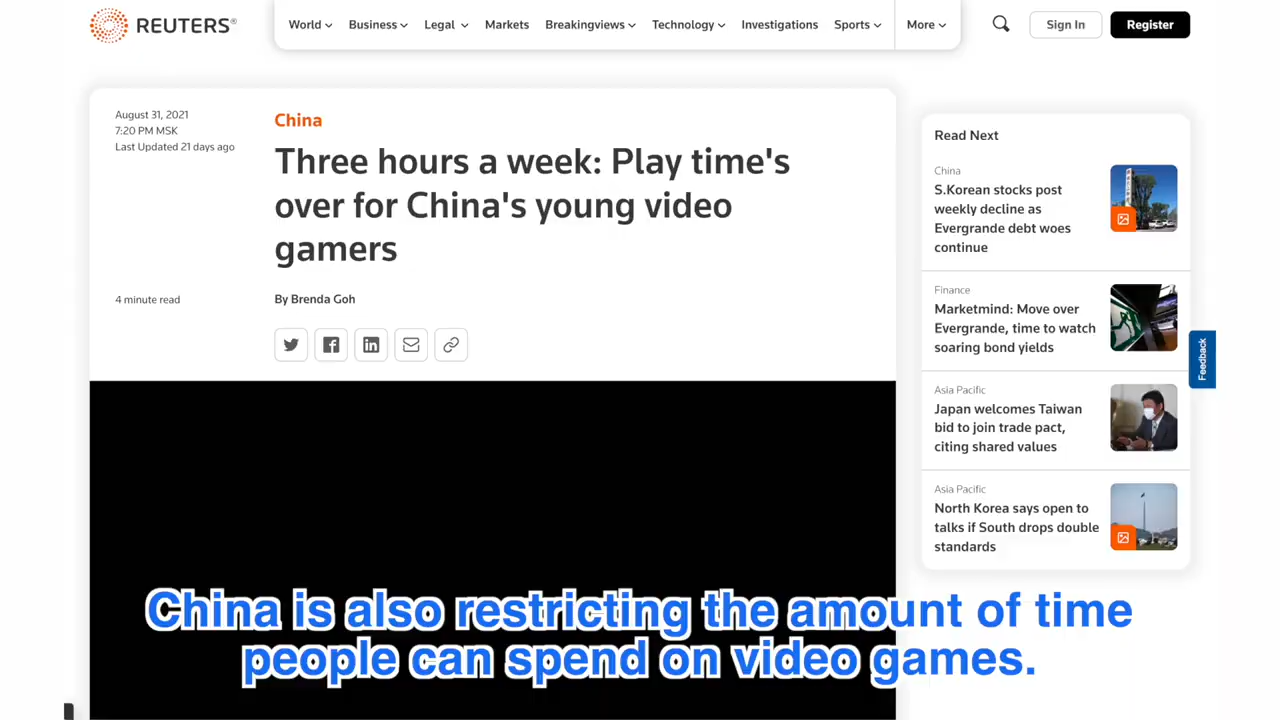 REUTERS®
World
Business
Legal
Markets
Breakingviews
Technology
Investigations
Sports
More
Sign In
Register
August 31, 2021
7:20 PM MSK
Last Updated 21 days ago
China
Three hours a week: Play time's
over for China's young video
gamers
4 minute read
By Brenda Goh
Read Next
China
S.Korean stocks post
weekly decline as
Evergrande debt woes
continue
Finance
Marketmind: Move over
Evergrande, time to watch
soaring bond yields
Asia Pacific
Japan welcomes Taiwan
bid to join trade pact,
citing shared values
Asia Pacific
North Korea says open to
talks if South drops double
standards
Feedback
China is also restricting the amount of time
people can spend on video games.